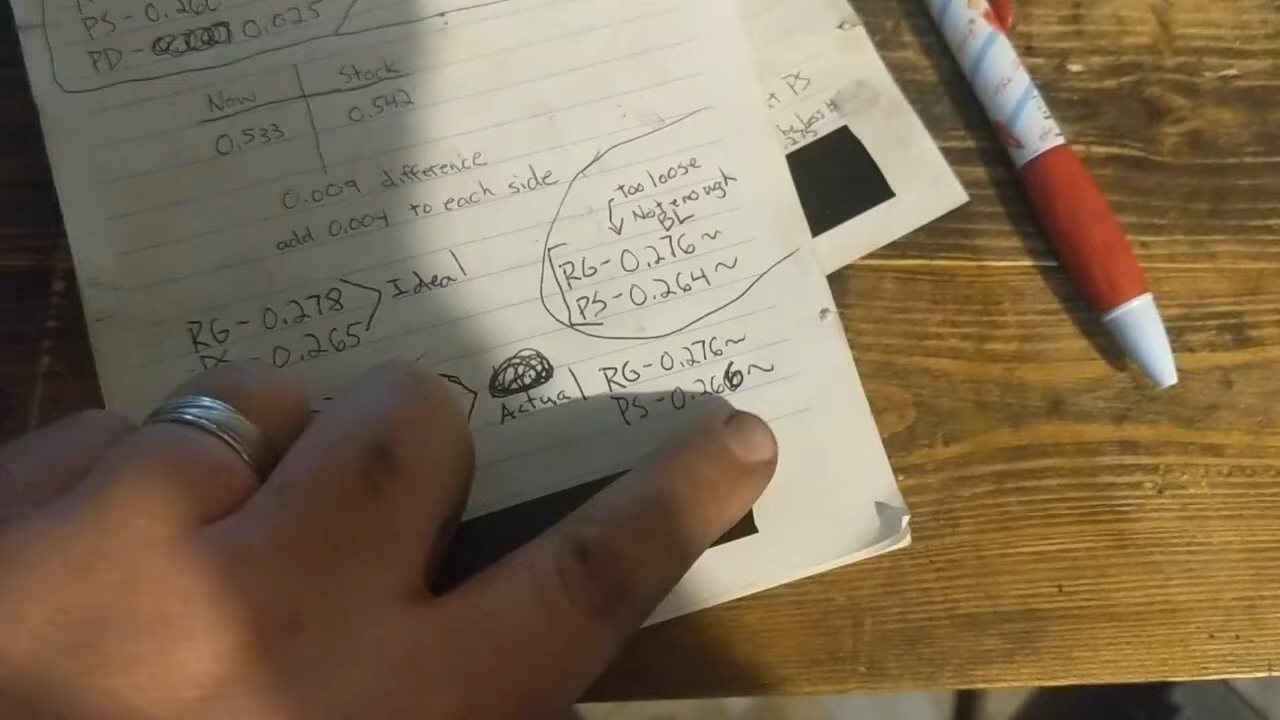 PS-0.260
PD- 0.025
New
Stock
0.533
0.542
0.009 difference
add 0.004 to each side
RG-0.278
Ideal
0.265
too loose
Not enough
BL
RG-0.276~
PS-0.264~
Actual
RG-0.276~
PS-0.266~
PS